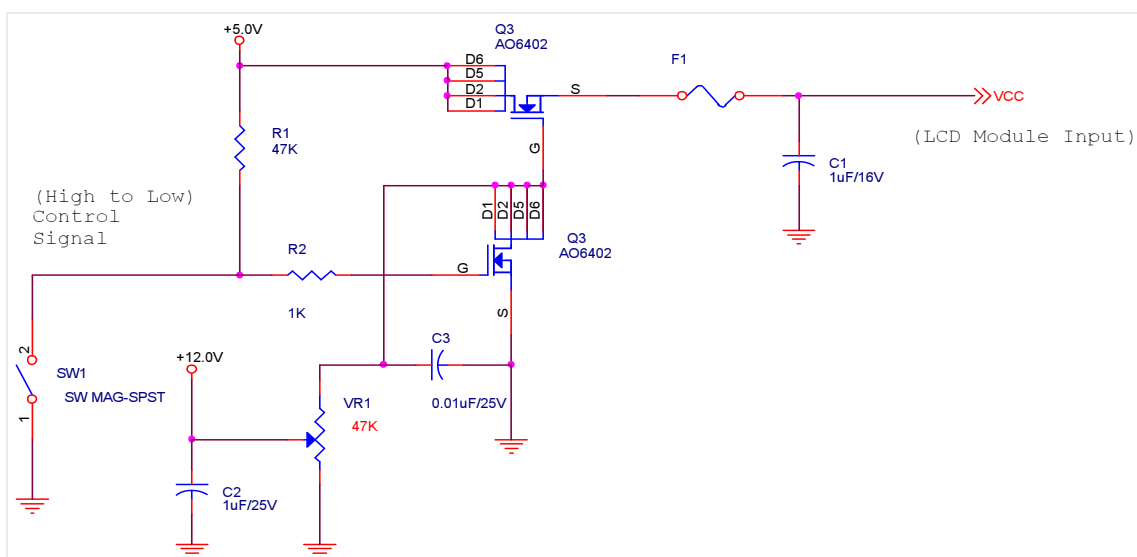 +5.0V
Q3
AO6402
D6
D5
D2
D1
S
G
F1
VCC
(LCD Module Input)
C1
1uF/16V
R1
47K
(High to Low)
Control
Signal
R2
1K
G
D1
D2
D5
D6
Q3
AO6402
S
C3
0.01uF/25V
2
SW1
SW MAG-SPST
1
+12.0V
VR1
47K
C2
1uF/25V